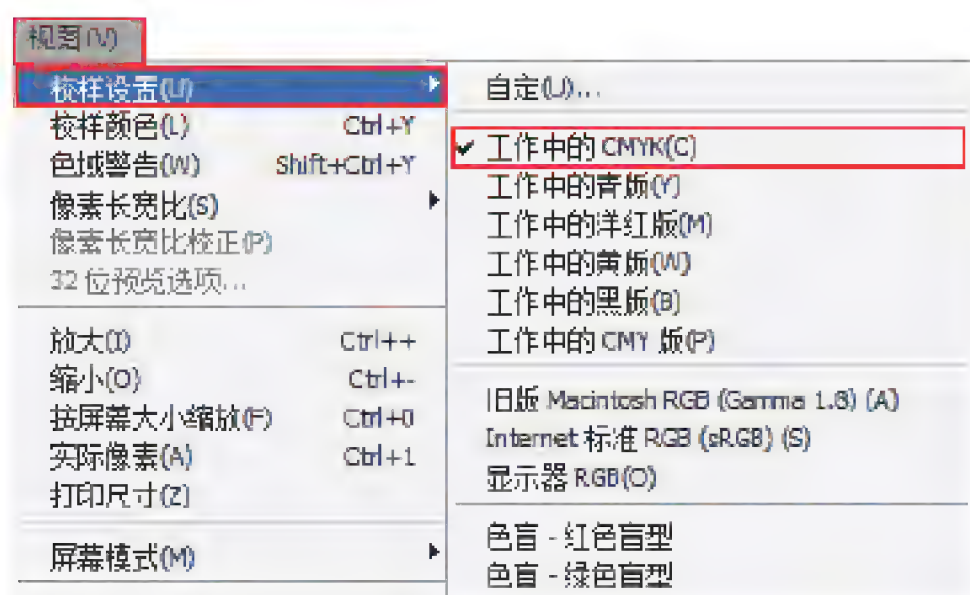 视图(V)
校样设置(U)
校样颜色(L) Ctrl+Y
色域警告(W) Shift+Ctrl+Y
像素长宽比(S)
像素长宽比校正(P)
32 位预览选项...
放大(I) Ctrl++
缩小(O) Ctrl+-
按屏幕大小缩放(F) Ctrl+0
实际像素(A) Ctrl+1
打印尺寸(Z)
屏幕模式(M)
自定(U)...
工作中的 CMYK(C)
工作中的青版(Y)
工作中的洋红版(M)
工作中的黄版(W)
工作中的黑版(B)
工作中的 CMY 版(P)
旧版 Macintosh RGB (Gamma 1.8) (A)
Internet 标准 RGB (sRGB) (S)
显示器 RGB(O)
色盲 - 红色盲型
色盲 - 绿色盲型